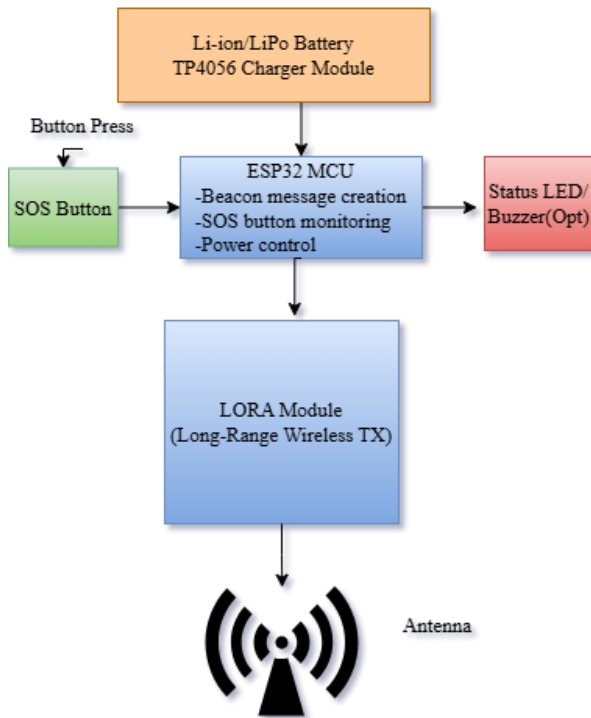 Li-ion/LiPo Battery
TP4056 Charger Module
Button Press
SOS Button
ESP32 MCU
-Beacon message creation
-SOS button monitoring
-Power control
Status LED/
Buzzer(Opt)
LORA Module
(Long-Range Wireless TX)
Antenna